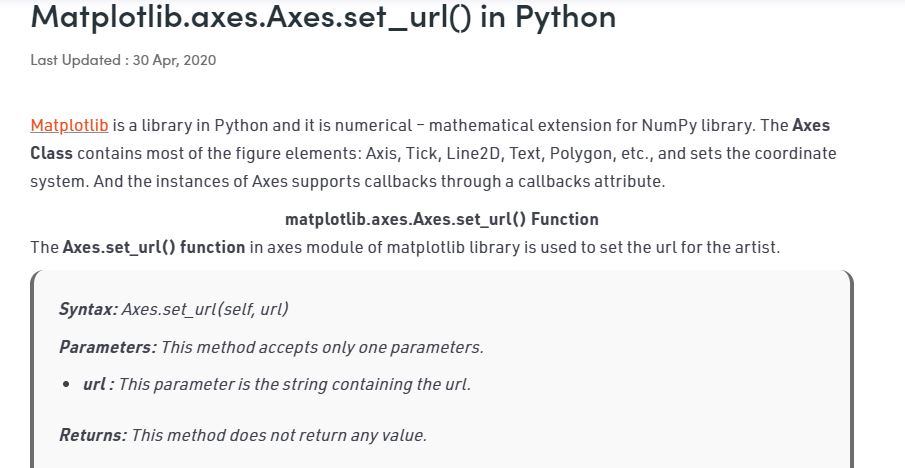 Matplotlib.axes.Axes.set_url() in Python
Last Updated : 30 Apr, 2020
Matplotlib is a library in Python and it is numerical – mathematical extension for NumPy library. The Axes
Class contains most of the figure elements: Axis, Tick, Line2D, Text, Polygon, etc., and sets the coordinate
system. And the instances of Axes supports callbacks through a callbacks attribute.
matplotlib.axes.Axes.set_url() Function
The Axes.set_url() function in axes module of matplotlib library is used to set the url for the artist.
Syntax: Axes.set_url(self, url)
Parameters: This method accepts only one parameters.
• url : This parameter is the string containing the url.
Returns: This method does not return any value.